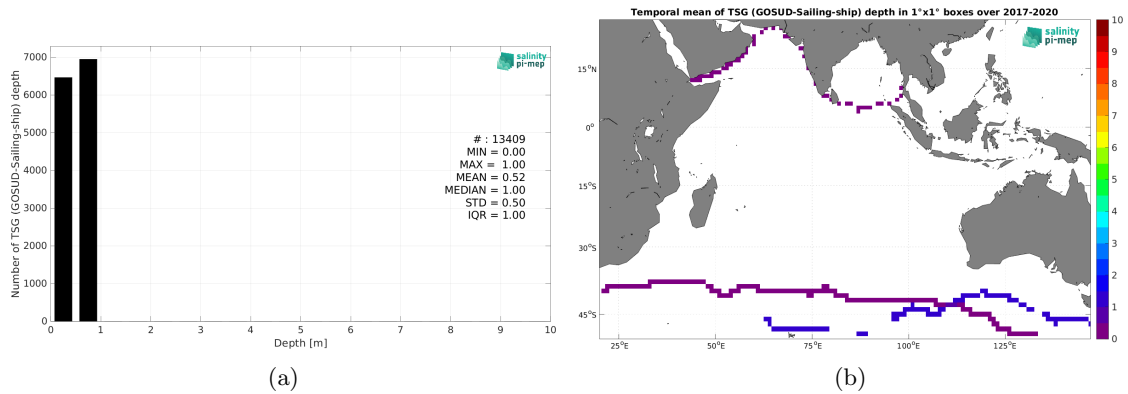 Number of TSG (GOSUD-Sailing-ship) depth
7000
6000
5000
4000
3000
2000
1000
0
0 1 2 3 4 5 6 7 8 9 10
Depth [m]
salinity
pi-mep
# : 13409
MIN = 0.00
MAX = 1.00
MEAN = 0.52
MEDIAN = 1.00
STD = 0.50
IQR = 1.00
(a)
Temporal mean of TSG (GOSUD-Sailing-ship) depth in 1°x1° boxes over 2017-2020
salinity
pi-mep
15°N
0°
15°S
30°S
45°S
25°E 50°E 75°E 100°E 125°E
10
9
8
7
6
5
4
3
2
1
0
(b)